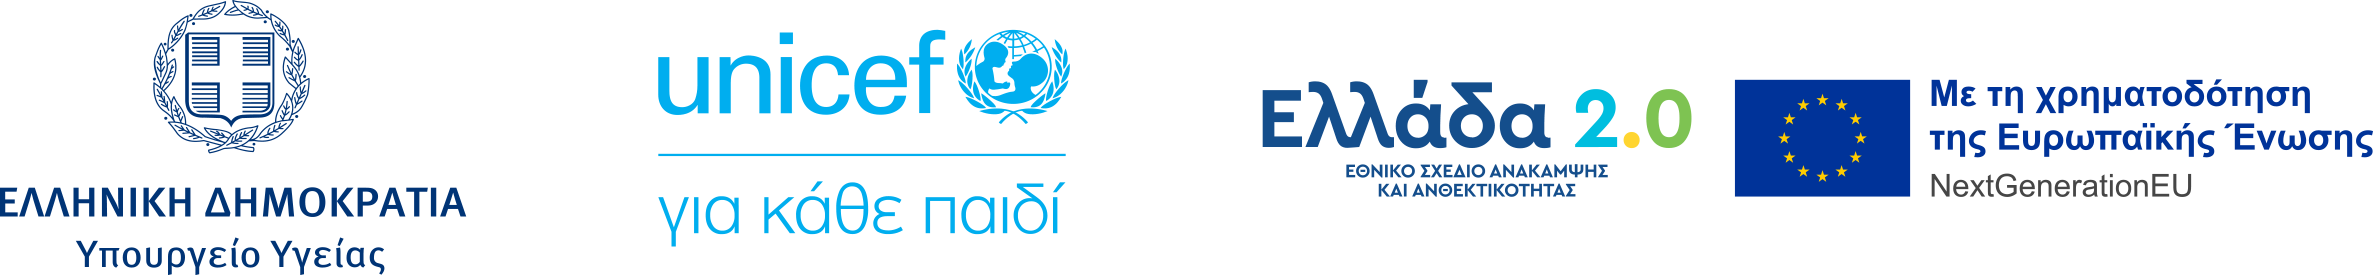 ΕΛΛΗΝΙΚΗ ΔΗΜΟΚΡΑΤΙΑ
Υπουργείο Υγείας
unicef
για κάθε παιδί
Ελλάδα 2.0
ΕΘΝΙΚΟ ΣΧΕΔΙΟ ΑΝΑΚΑΜΨΗΣ
ΚΑΙ ΑΝΘΕΚΤΙΚΟΤΗΤΑΣ
Με τη χρηματοδότηση
της Ευρωπαϊκής Ένωσης
NextGenerationEU